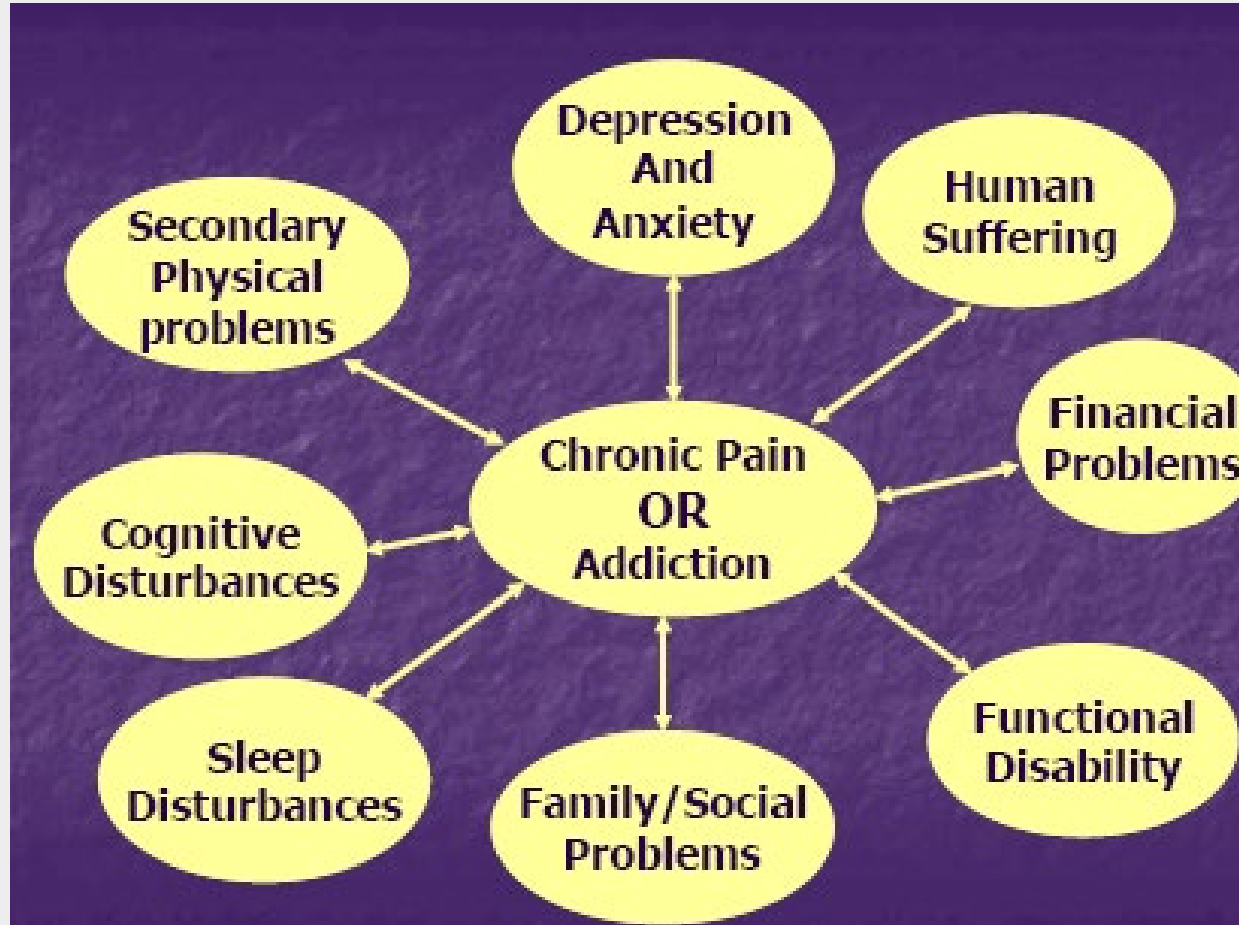 Depression
And
Anxiety
Human
Suffering
Secondary
Physical
problems
Financial
Problems
Chronic Pain
OR
Addiction
Cognitive
Disturbances
Functional
Disability
Sleep
Disturbances
Family/Social
Problems